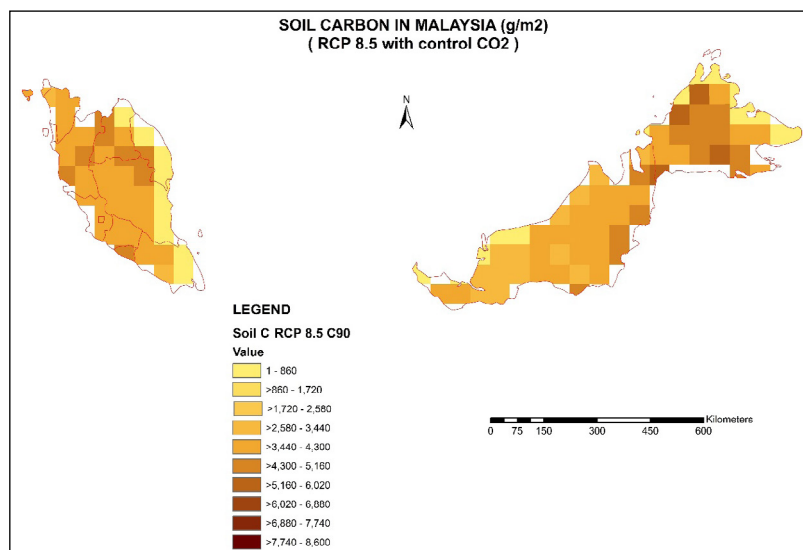 SOIL CARBON IN MALAYSIA (g/m2)
( RCP 8.5 with control CO2 )
N
LEGEND
Soil C RCP 8.5 C90
Value
1 - 860
>860 - 1,720
>1,720 - 2,580
>2,580 - 3,440
>3,440 - 4,300
>4,300 - 5,160
>5,160 - 6,020
>6,020 - 6,880
>6,880 - 7,740
>7,740 - 8,600
Kilometers
0 75 150 300 450 600